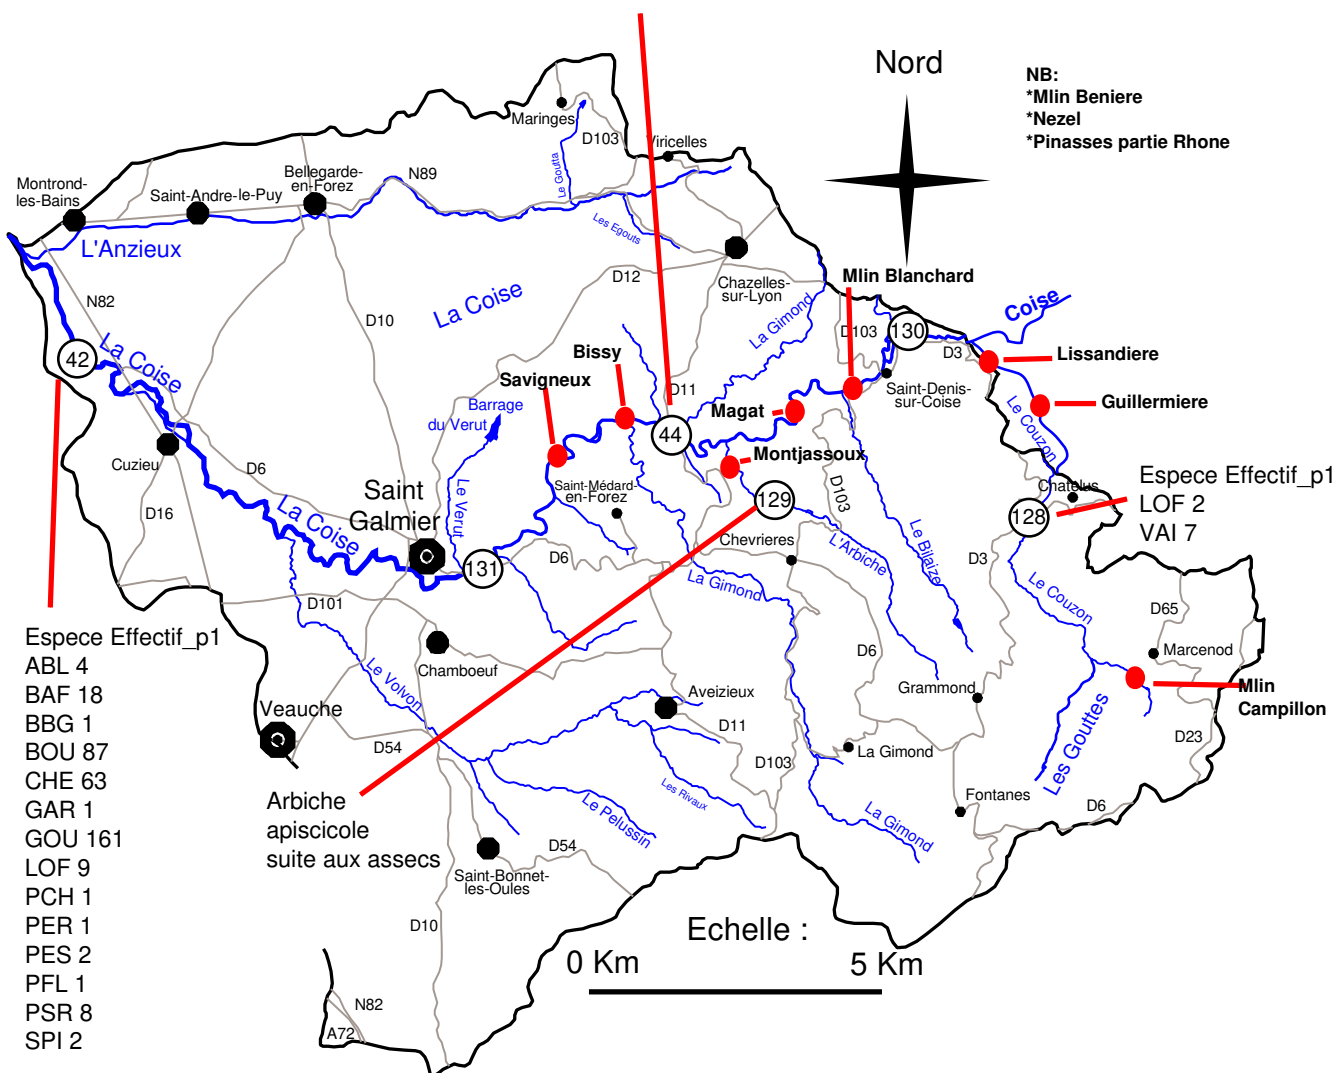 Nord
NB:
*Mlin Beniere
*Nezel
*Pinasses partie Rhone
Maringes
D103
Viricelles
Le Goutta
Montrond-
les-Bains
Saint-Andre-le-Puy
Bellegarde-
en-Forez
N89
L'Anzieux
Les Egouts
D12
Chazelles-
sur-Lyon
Mlin Blanchard
N82
D10
La Coise
La Gimond
D103
130
Coise
D3
Lissandiere
42
La Coise
Bissy
Savigneux
D11
Saint-Denis-
sur-Coise
Guillermiere
Barrage
du Verut
44
Magat
Le Couzon
Montjassoux
Cuzieu
D6
Saint
Galmier
Le Verut
Saint-Médard-
en-Forez
129
D103
Chatelus
128
Espece Effectif_p1
LOF 2
VAI 7
D16
La Coise
131
D6
Chevrieres
L'Arbiche
Le Bilaize
D3
La Gimond
Le Couzon
D101
D65
Espece Effectif_p1
ABL 4
BAF 18
BBG 1
BOU 87
CHE 63
GAR 1
GOU 161
LOF 9
PCH 1
PER 1
PES 2
PFL 1
PSR 8
SPI 2
Chamboeuf
Le Volvon
D6
Marcenod
Grammond
Mlin
Campillon
Veauche
Aveizieux
D11
D54
D103
La Gimond
Les Gouttes
D23
Arbiche
apiscicole
suite aux assecs
Les Rivaux
Le Pelussin
La Gimond
Fontanes
D6
D54
Saint-Bonnet-
les-Oules
D10
Echelle :
0 Km
5 Km
N82
A72